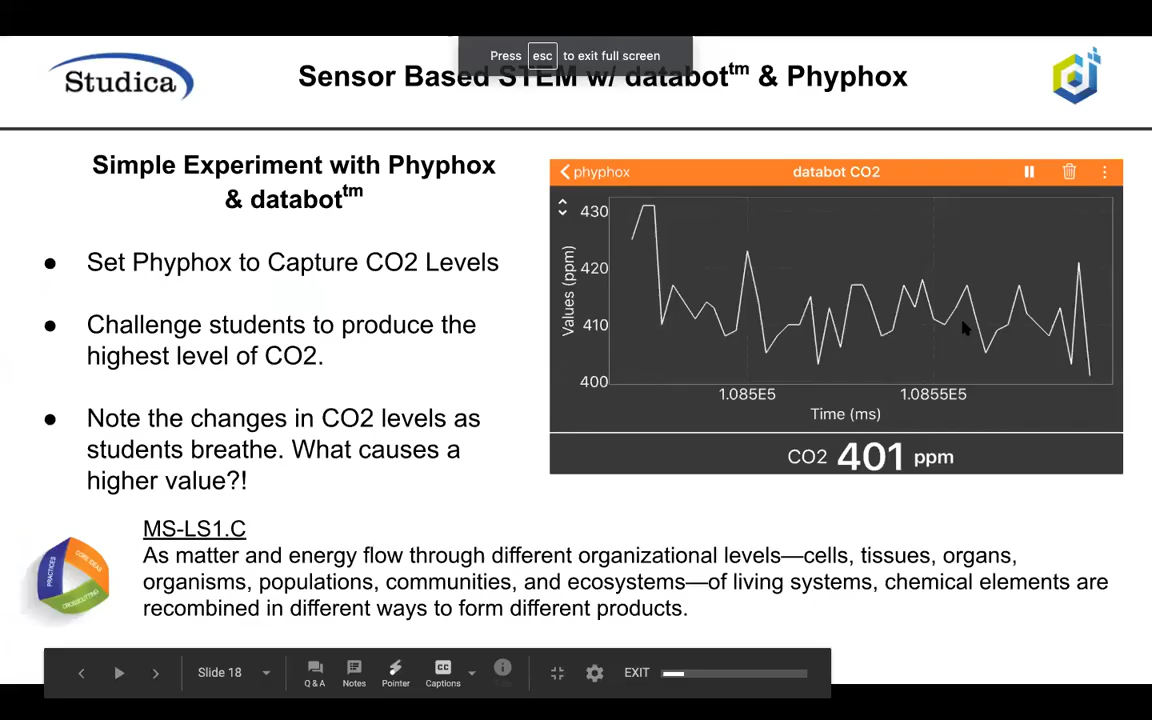 Press esc to exit full screen
Studica
Sensor Based STEM w/ databot™ & Phyphox
Simple Experiment with Phyphox
& databot™
● Set Phyphox to Capture CO2 Levels
● Challenge students to produce the
highest level of CO2.
● Note the changes in CO2 levels as
students breathe. What causes a
higher value?!
phyphox
databot CO2
430
420
410
400
Values (ppm)
1.085E5
1.0855E5
Time (ms)
CO2 401 ppm
PRACTICES
CORE IDEAS
CROSSCUTTING
MS-LS1.C
As matter and energy flow through different organizational levels—cells, tissues, organs,
organisms, populations, communities, and ecosystems—of living systems, chemical elements are
recombined in different ways to form different products.
Slide 18
Q & A
Notes
Pointer
CC
Captions
EXIT